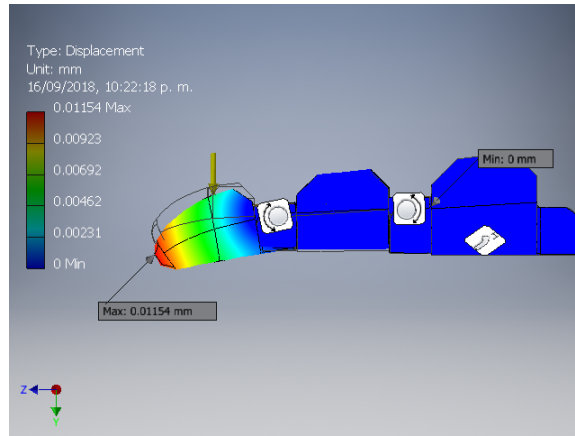 Type: Displacement
Unit: mm
16/09/2018, 10:22:18 p. m.
0.01154 Max
0.00923
0.00692
0.00462
0.00231
0 Min
Min: 0 mm
Max: 0.01154 mm
Z
Y